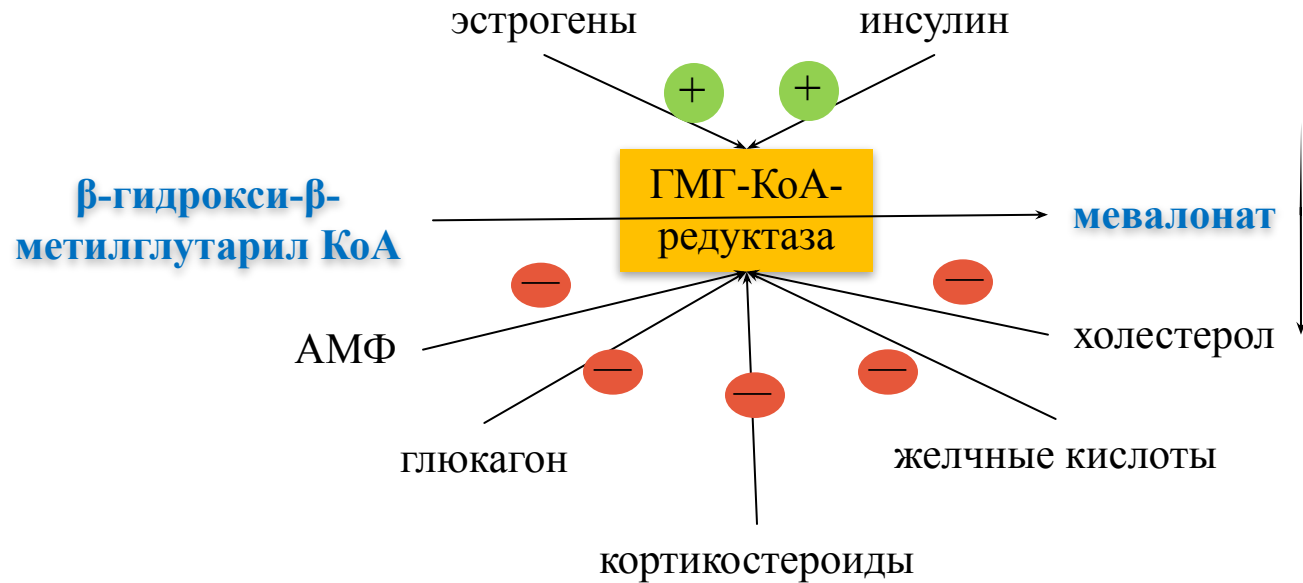 эстрогены
инсулин
+
+
β-гидрокси-β-
метилглутарил КоА
ГМГ-КоА-
редуктаза
мевалонат
—
—
АМФ
холестерол
—
—
—
глюкагон
желчные кислоты
кортикостероиды